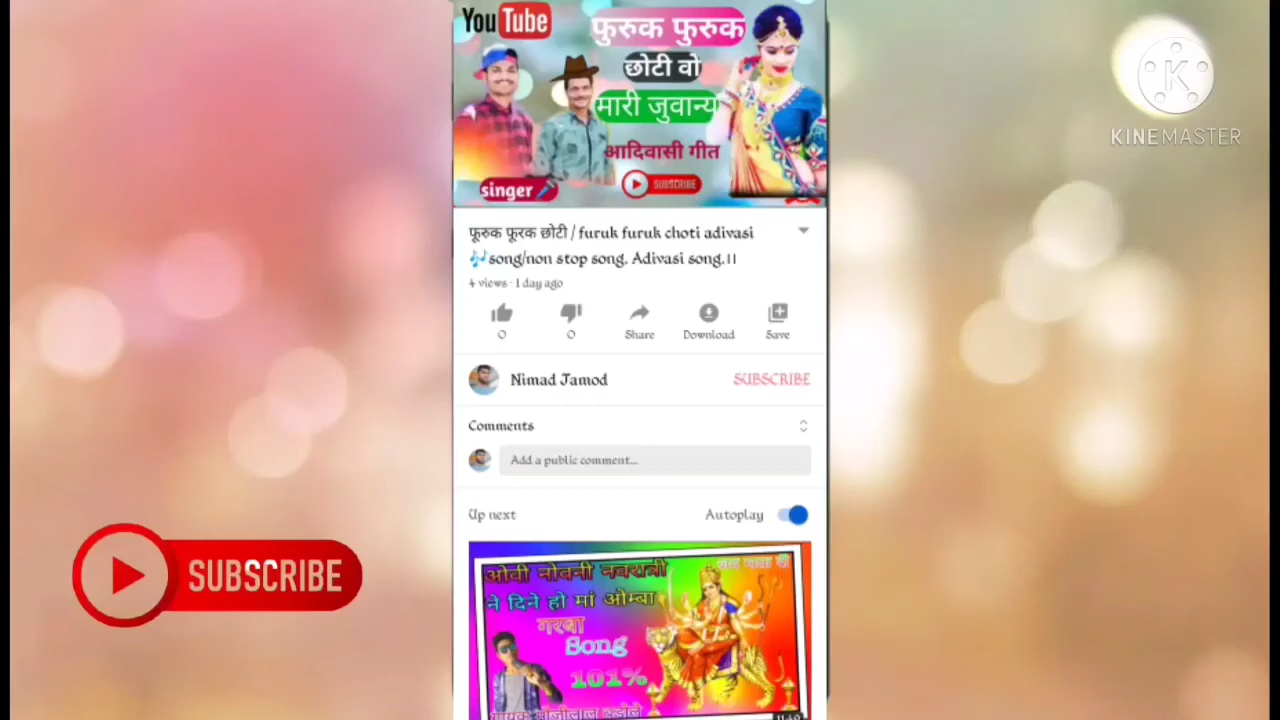 YouTube
फुरुक फुरुक
छोटी वो
मारी जुवान्य
आदिवासी गीत
singer
SUBSCRIBE
KINEMASTER
फूरुक फूरक छोटी / furuk furuk choti adivasi
song/non stop song. Adivasi song.।।
4 views · 1 day ago
0 0 Share Download Save
Nimad Jamod SUBSCRIBE
Comments
Add a public comment...
Up next Autoplay
SUBSCRIBE
ओवी नोवनी नवरात्री
ने दिने हो मां ओम्बा
गरबा
Song
101%
गायक